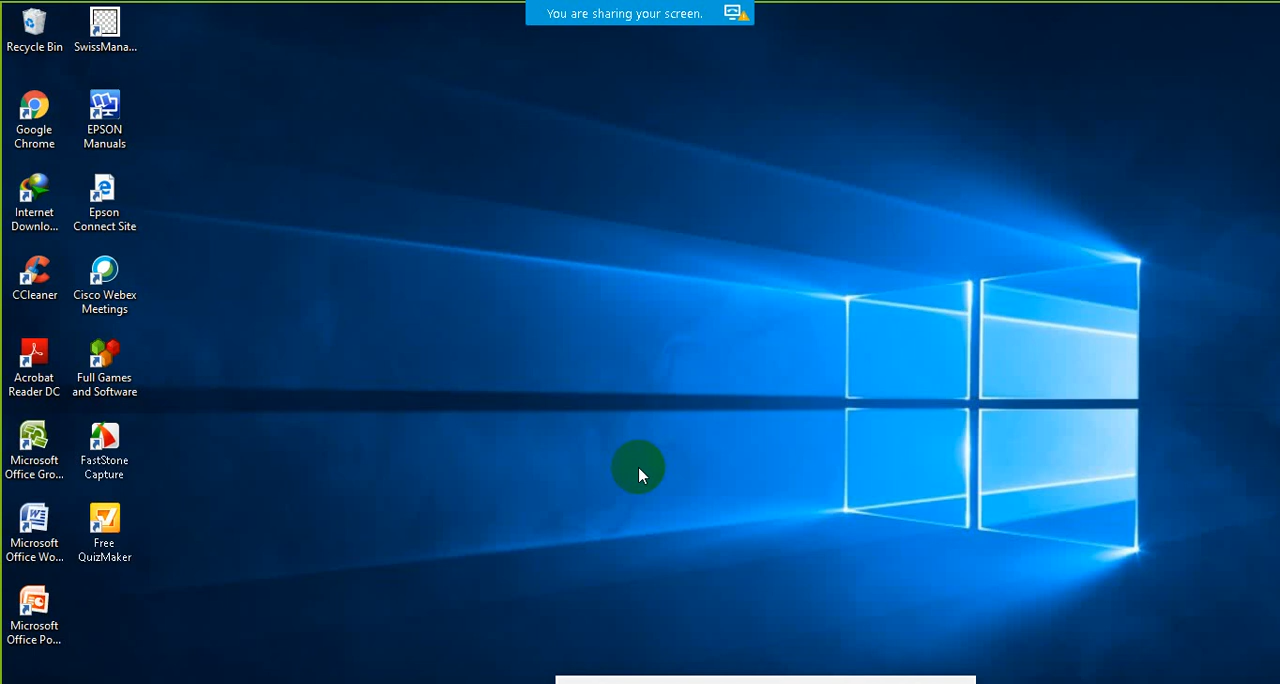 You are sharing your screen.
Recycle Bin
SwissMana...
Google
Chrome
EPSON
Manuals
Internet
Downlo...
Epson
Connect Site
CCleaner
Cisco Webex
Meetings
Acrobat
Reader DC
Full Games
and Software
Microsoft
Office Gro...
FastStone
Capture
Microsoft
Office Wo...
Free
QuizMaker
Microsoft
Office Po...